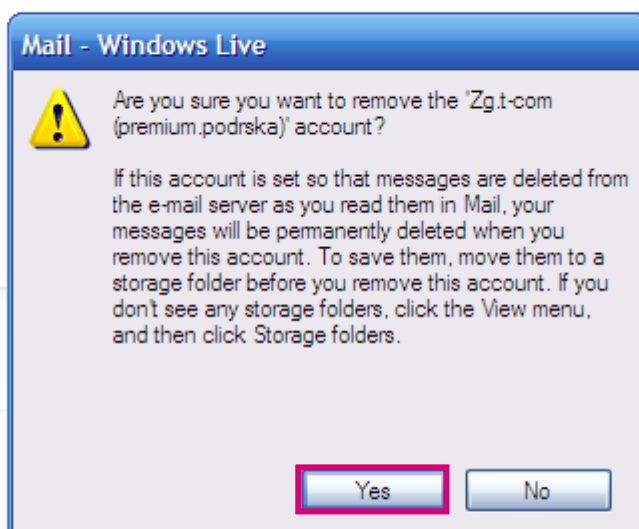 Mail - Windows Live
Are you sure you want to remove the 'Zg.t-com
(premium.podrska)' account?
If this account is set so that messages are deleted from
the e-mail server as you read them in Mail, your
messages will be permanently deleted when you
remove this account. To save them, move them to a
storage folder before you remove this account. If you
don't see any storage folders, click the View menu,
and then click Storage folders.
Yes
No